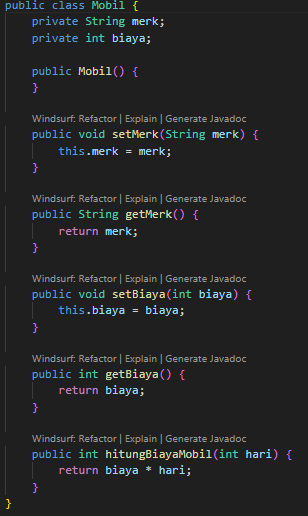 public class Mobil {
private String merk;
private int biaya;
public Mobil() {
}
Windsurf: Refactor | Explain | Generate Javadoc
public void setMerk(String merk) {
this.merk = merk;
}
Windsurf: Refactor | Explain | Generate Javadoc
public String getMerk() {
return merk;
}
Windsurf: Refactor | Explain | Generate Javadoc
public void setBiaya(int biaya) {
this.biaya = biaya;
}
Windsurf: Refactor | Explain | Generate Javadoc
public int getBiaya() {
return biaya;
}
Windsurf: Refactor | Explain | Generate Javadoc
public int hitungBiayaMobil(int hari) {
return biaya * hari;
}
}